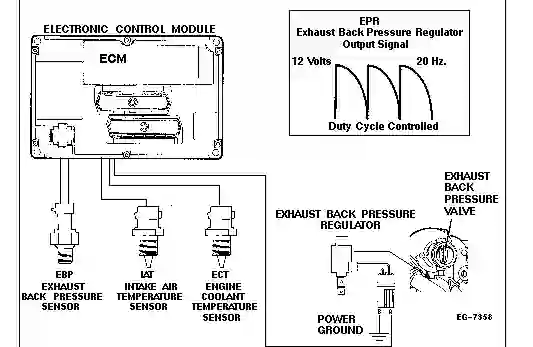 ELECTRONIC CONTROL MODULE
ECM
EPR
Exhaust Back Pressure Regulator
Output Signal
12 Volts
20 Hz.
Duty Cycle Controlled
EXHAUST
BACK
PRESSURE
VALVE
EXHAUST BACK PRESSURE
REGULATOR
EBP
EXHAUST
BACK PRESSURE
SENSOR
IAT
INTAKE AIR
TEMPERATURE
SENSOR
ECT
ENGINE
COOLANT
TEMPERATURE
SENSOR
B A
POWER
GROUND
EG-7358